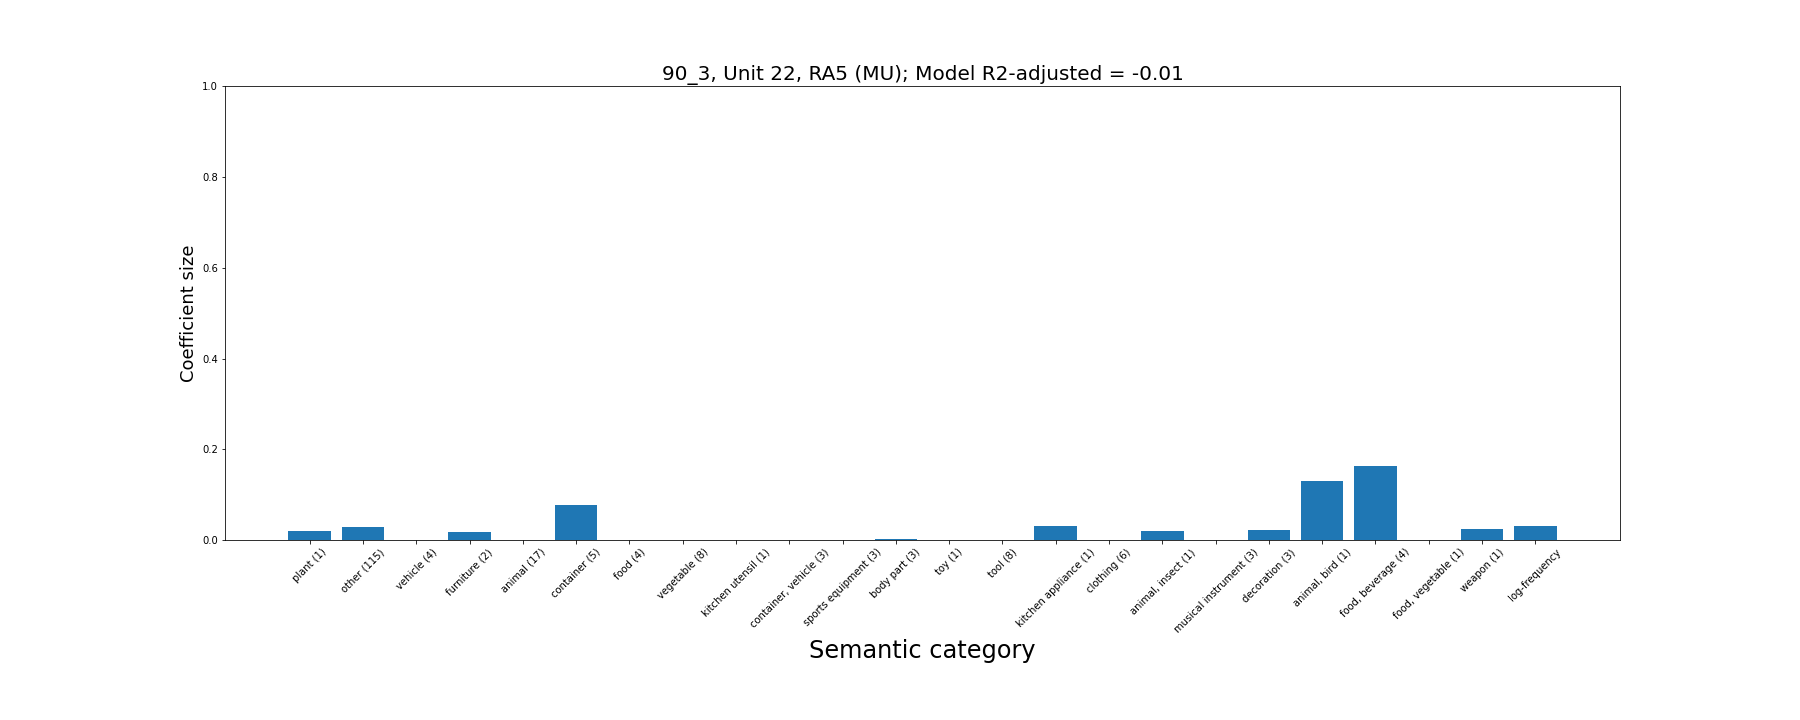 90_3, Unit 22, RA5 (MU); Model R2-adjusted = -0.01
Coefficient size
1.0
0.8
0.6
0.4
0.2
0.0
plant (1)
other (115)
vehicle (4)
furniture (2)
animal (17)
container (5)
food (4)
vegetable (8)
kitchen utensil (1)
container, vehicle (3)
sports equipment (3)
body part (3)
toy (1)
tool (8)
kitchen appliance (1)
clothing (6)
animal, insect (1)
musical instrument (3)
decoration (3)
animal, bird (1)
food, beverage (4)
food, vegetable (1)
weapon (1)
log-frequency
Semantic category